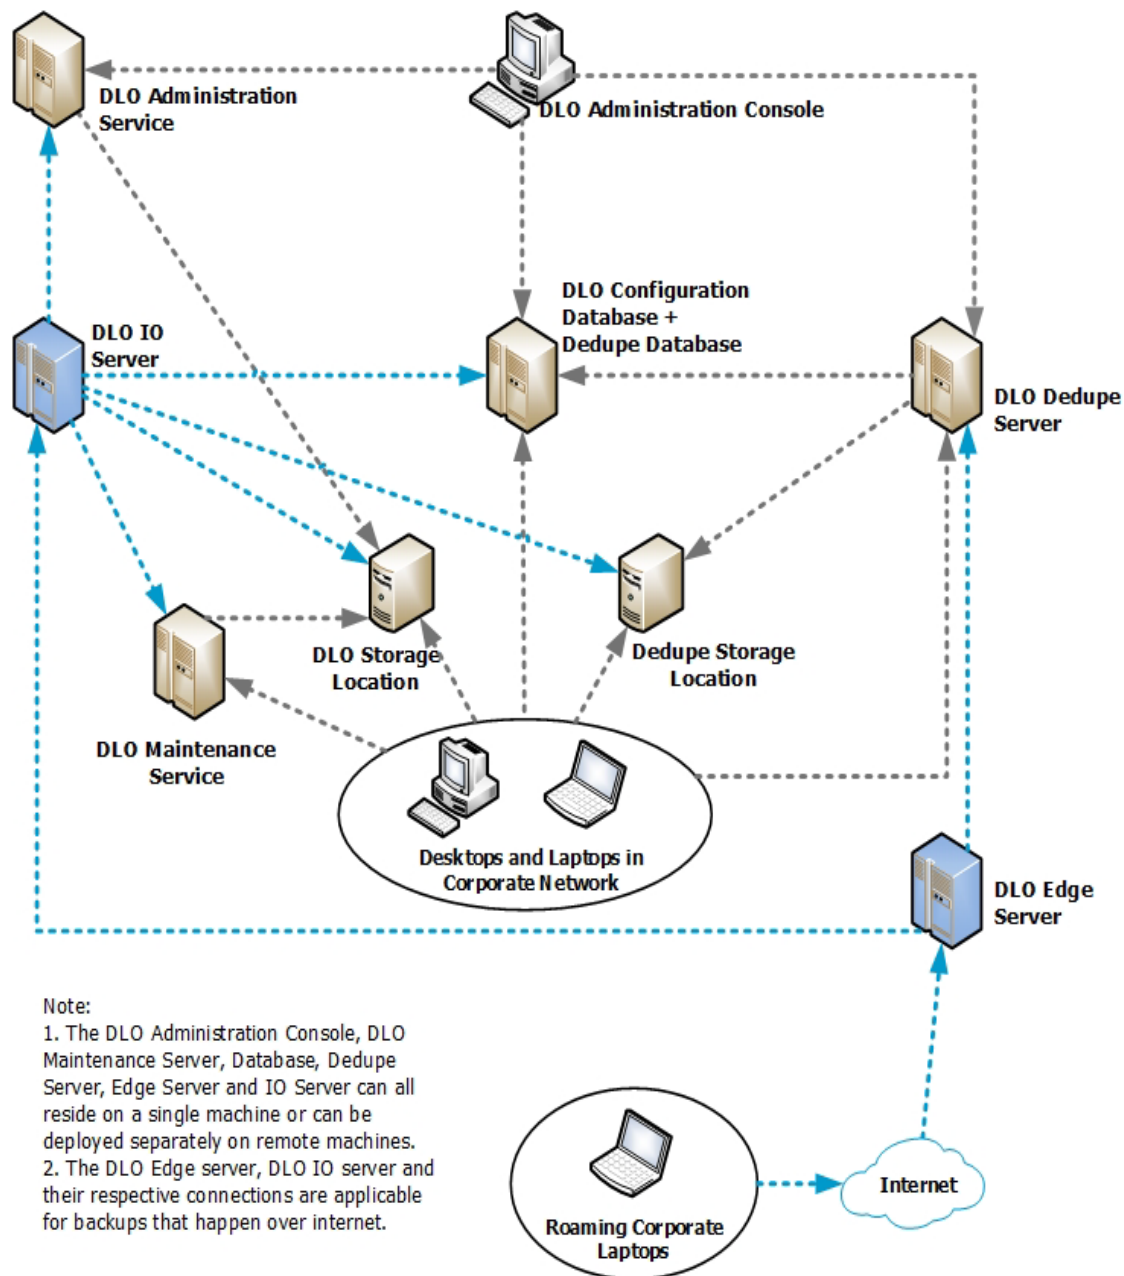 DLO Administration
Service
DLO Administration Console
DLO Configuration
Database +
Dedupe Database
DLO IO
Server
DLO Dedupe
Server
DLO Storage
Location
Dedupe Storage
Location
DLO Maintenance
Service
Desktops and Laptops in
Corporate Network
DLO Edge
Server
Note:
1. The DLO Administration Console, DLO
Maintenance Server, Database, Dedupe
Server, Edge Server and IO Server can all
reside on a single machine or can be
deployed separately on remote machines.
2. The DLO Edge server, DLO IO server and
their respective connections are applicable
for backups that happen over internet.
Internet
Roaming Corporate
Laptops